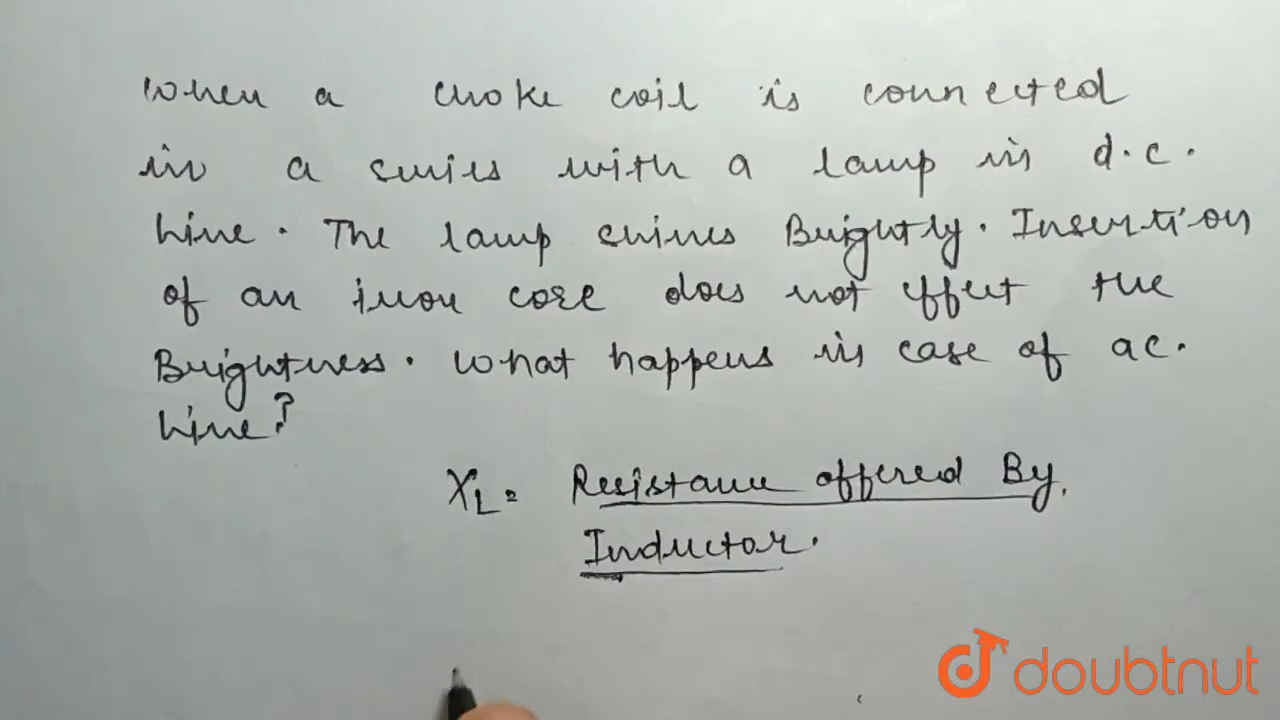 When a choke coil is connected
in a series with a lamp in d.c.
line. The lamp shines Brightly. Insertion
of an iron core does not effect the
Brightness. What happens in case of ac.
line?
XL = Resistance offered By
Inductor.
doubtnut